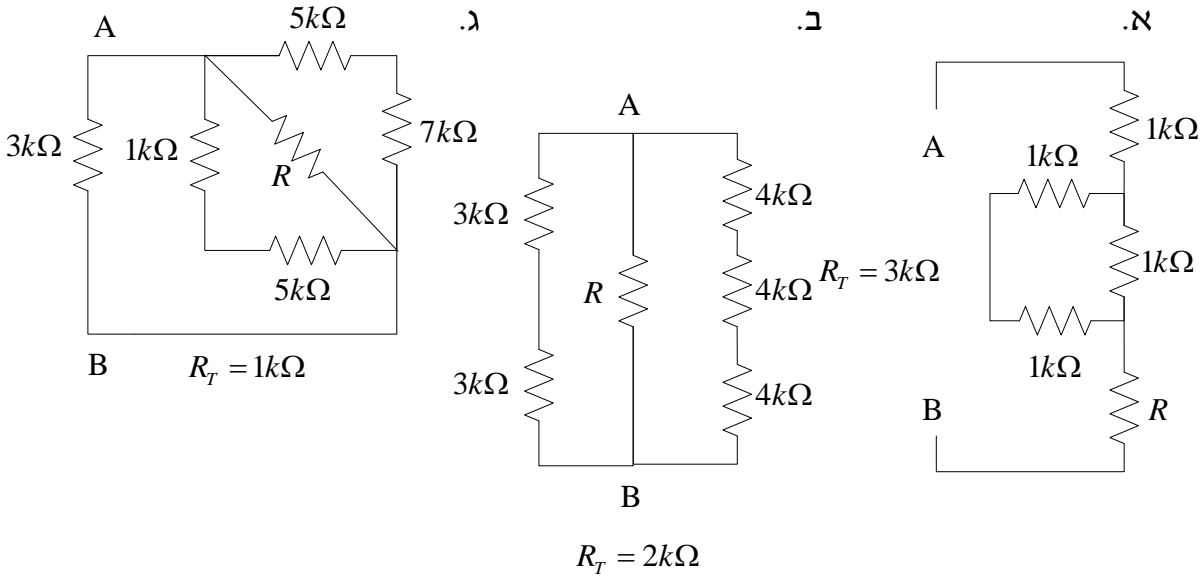 א.
A
1kΩ
1kΩ
1kΩ
1kΩ
R
B
R_T = 3kΩ
ב.
A
3kΩ
4kΩ
R
4kΩ
3kΩ
4kΩ
B
R_T = 2kΩ
ג.
A
5kΩ
3kΩ
1kΩ
R
7kΩ
5kΩ
B
R_T = 1kΩ